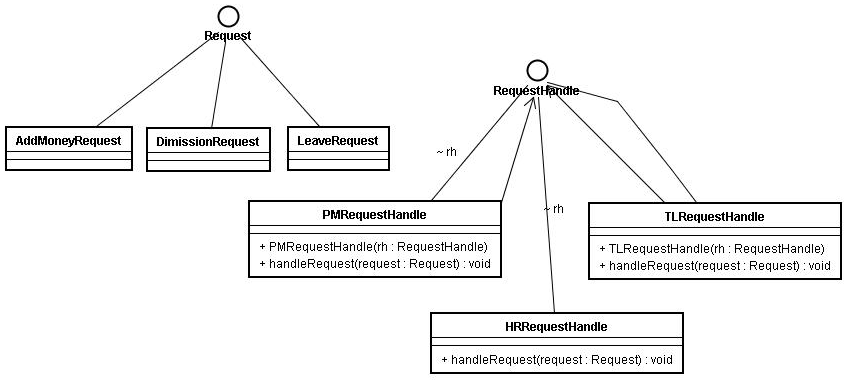 Request
RequestHandle
AddMoneyRequest
DimissionRequest
LeaveRequest
~ rh
~ rh
PMRequestHandle
+ PMRequestHandle(rh : RequestHandle)
+ handleRequest(request : Request) : void
TLRequestHandle
+ TLRequestHandle(rh : RequestHandle)
+ handleRequest(request : Request) : void
HRRequestHandle
+ handleRequest(request : Request) : void